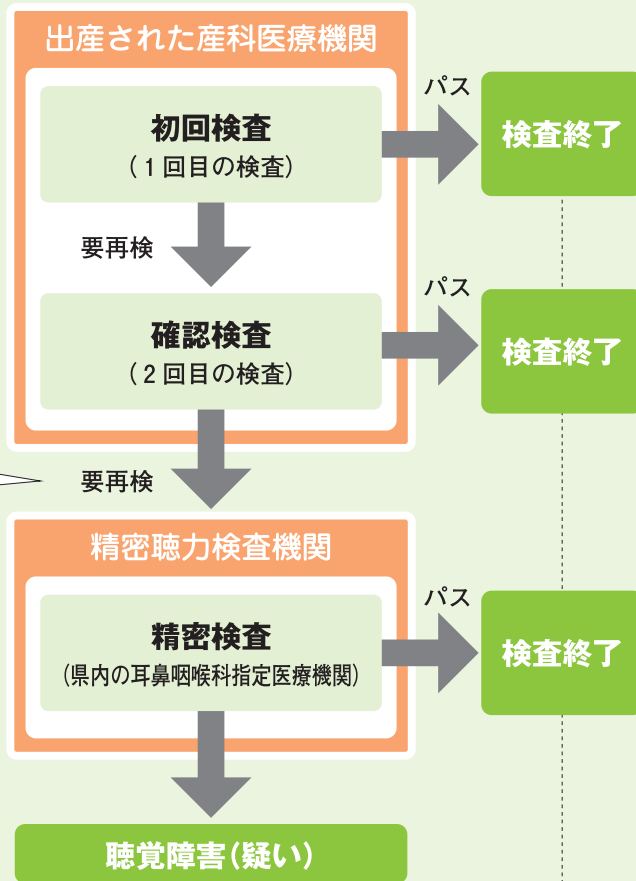 出産された産科医療機関
初回検査
(1回目の検査)
パス
検査終了
要再検
確認検査
(2回目の検査)
パス
検査終了
要再検
精密聴力検査機関
精密検査
(県内の耳鼻咽喉科指定医療機関)
パス
検査終了
聴覚障害(疑い)